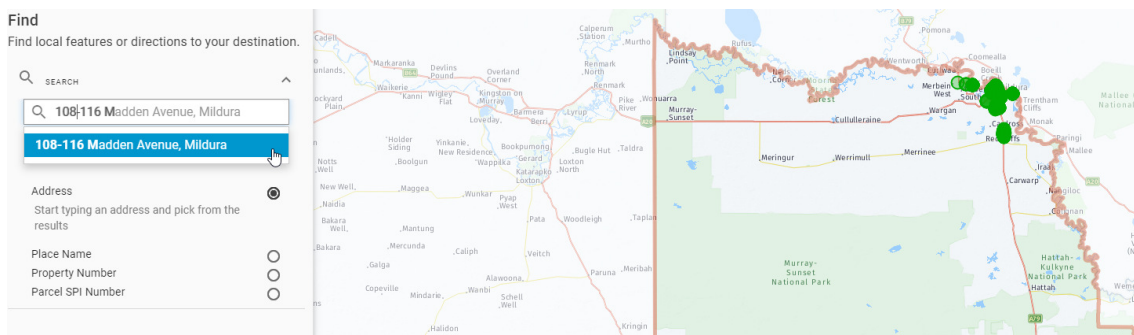 Find
Find local features or directions to your destination.
SEARCH
108-116 Madden Avenue, Mildura
108-116 Madden Avenue, Mildura
Address
Start typing an address and pick from the
results
Place Name
Property Number
Parcel SPI Number
Cadell
Markaranka
Devlins
Pound
Overland
Corner
Calperum
Station
Murtho
Renmark
North
Renmark
Waikerie
Kanni
Wigley
Flat
Kingston on
Murray
Loveday
Barmera
Berri
Lyrup
Pike
River
Wonuarra
Murray-
Sunset
Lindsay
Point
Rufus
Wentworth
Pomona
Coomealla
Boeill
Merbein
West
Wargan
Trentham
Cliffs
Monak
Cullulleraine
Paringi
Mallee
Meringur
Werrimull
Merrinee
Carwarp
Nangiloc
Holder
Siding
Yinkanie
New Residence
Bookpurnong
Bugle Hut
Taldra
Notts
Well
Boolgun
Wappilka
Gerard
Katarapko
Loxton
Loxton
North
New Well
Maggea
Wunkar
Pyap
West
Naidia
Bakara
Well
Mantung
Pata
Woodleigh
Taplan
Bakara
Mercunda
Caliph
Veitch
Galga
Paruna
Meribah
Alawoona
Copeville
Mindarie
Wanbi
Schell
Well
Halidon
Kringin
Murray-
Sunset
National Park
Hattah-
Kulkyne
National Park
Hattah
A79